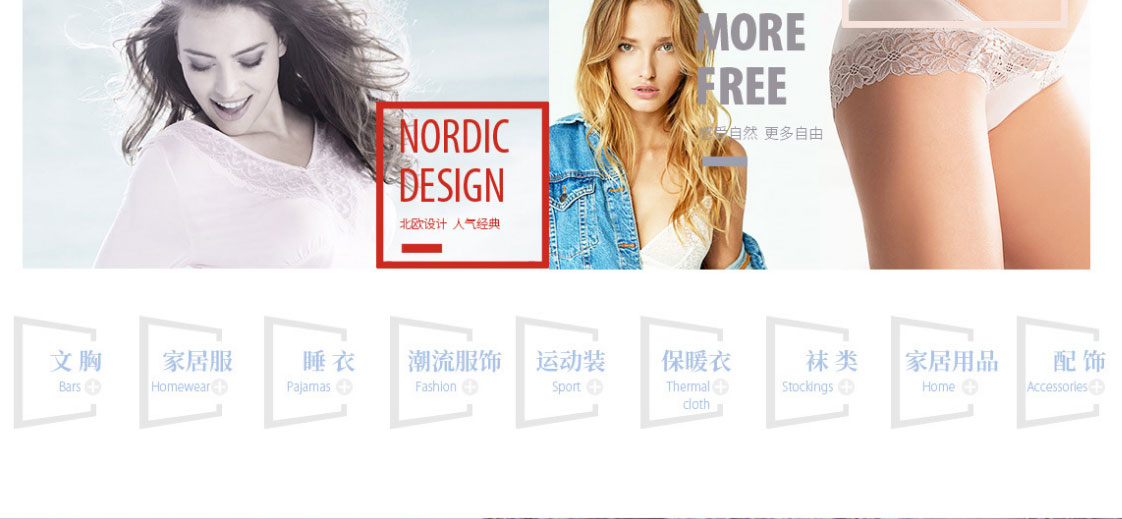 NORDIC
DESIGN
北欧设计 人气经典
MORE
FREE
自然 更多自由
文胸
Bars
家居服
Homewear
睡衣
Pajamas
潮流服饰
Fashion
运动装
Sport
保暖衣
Thermal
cloth
袜类
Stockings
家居用品
Home
配饰
Accessories